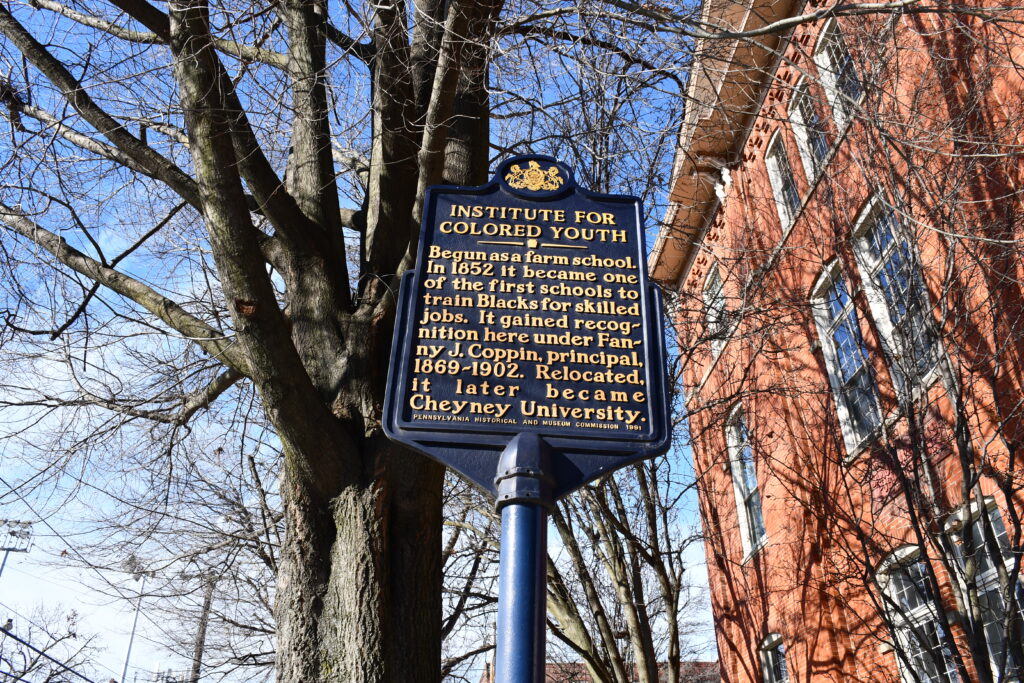 INSTITUTE FOR
COLORED YOUTH
Begun as a farm school.
In 1852 it became one
of the first schools to
train Blacks for skilled
jobs. It gained recog-
nition here under Fan-
ny J. Coppin, principal,
1869-1902. Relocated,
it later became
Cheyney University.
PENNSYLVANIA HISTORICAL AND MUSEUM COMMISSION 1991